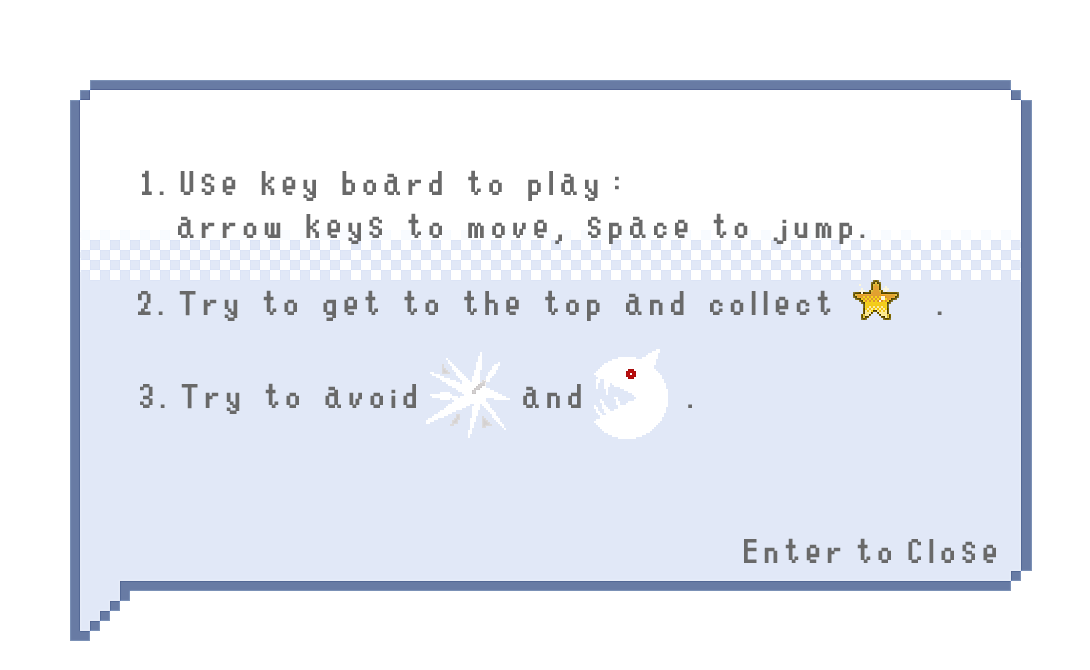 1. Use key board to play:
arrow keys to move, space to jump.
2. Try to get to the top and collect .
3. Try to avoid and .
Enter to Close